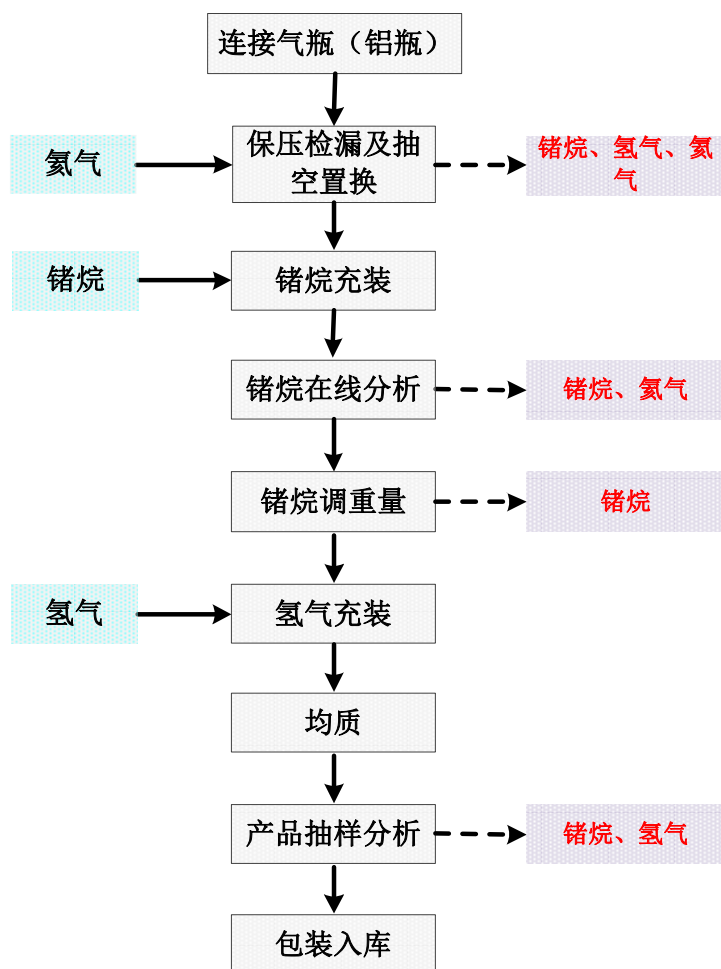 连接气瓶（铝瓶）
氦气
保压检漏及抽
空置换
锗烷、氢气、氦
气
锗烷
锗烷充装
锗烷在线分析
锗烷、氦气
锗烷调重量
锗烷
氢气
氢气充装
均质
产品抽样分析
锗烷、氢气
包装入库